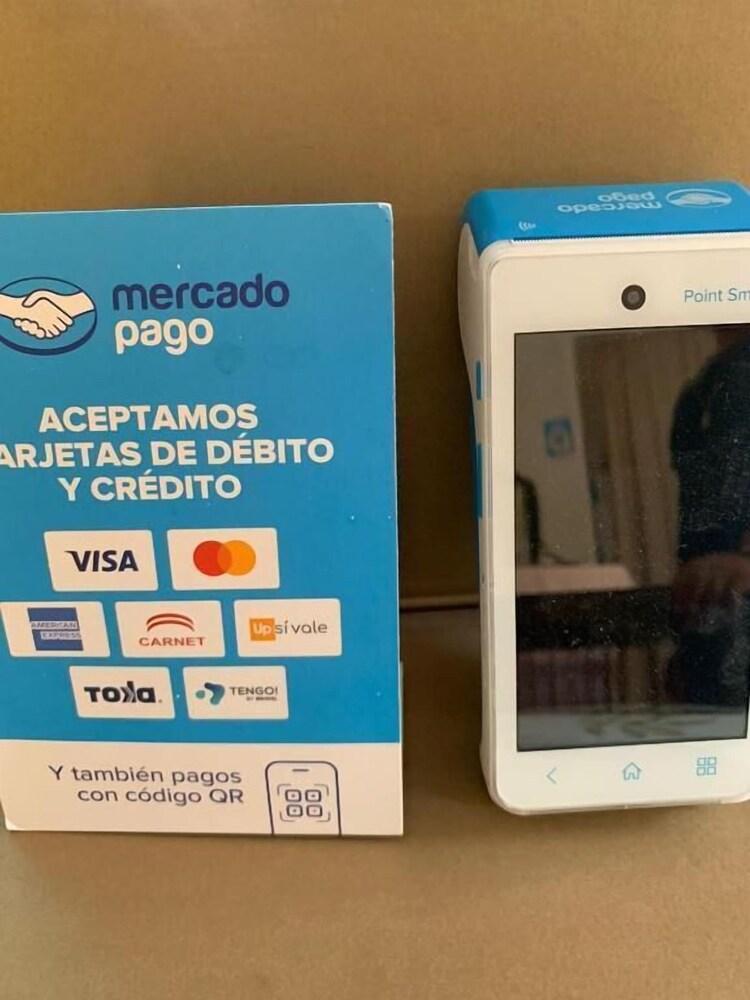 mercado
pago
ACEPTAMOS
ARJETAS DE DÉBITO
Y CRÉDITO
VISA
AMERICAN
EXPRESS
CARNET
Up sí vale
TOKA
TENGO!
Y también pagos
con código QR
mercado
pago
Point Sm